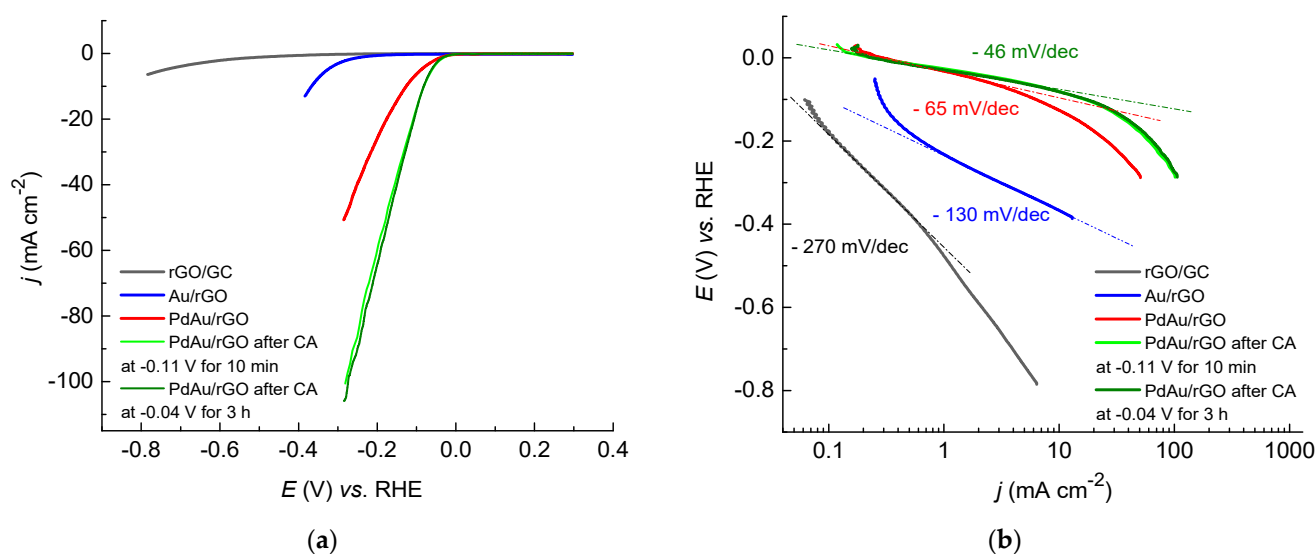 0
-20
-40
-60
-80
-100
j (mA cm-2)
rGO/GC
Au/rGO
PdAu/rGO
PdAu/rGO after CA
at -0.11 V for 10 min
PdAu/rGO after CA
at -0.04 V for 3 h
-0.8 -0.6 -0.4 -0.2 0.0 0.2 0.4
E (V) vs. RHE
(a)
0.0
-0.2
-0.4
-0.6
-0.8
E (V) vs. RHE
- 46 mV/dec
- 65 mV/dec
- 130 mV/dec
- 270 mV/dec
rGO/GC
Au/rGO
PdAu/rGO
PdAu/rGO after CA
at -0.11 V for 10 min
PdAu/rGO after CA
at -0.04 V for 3 h
0.1 1 10 100 1000
j (mA cm-2)
(b)